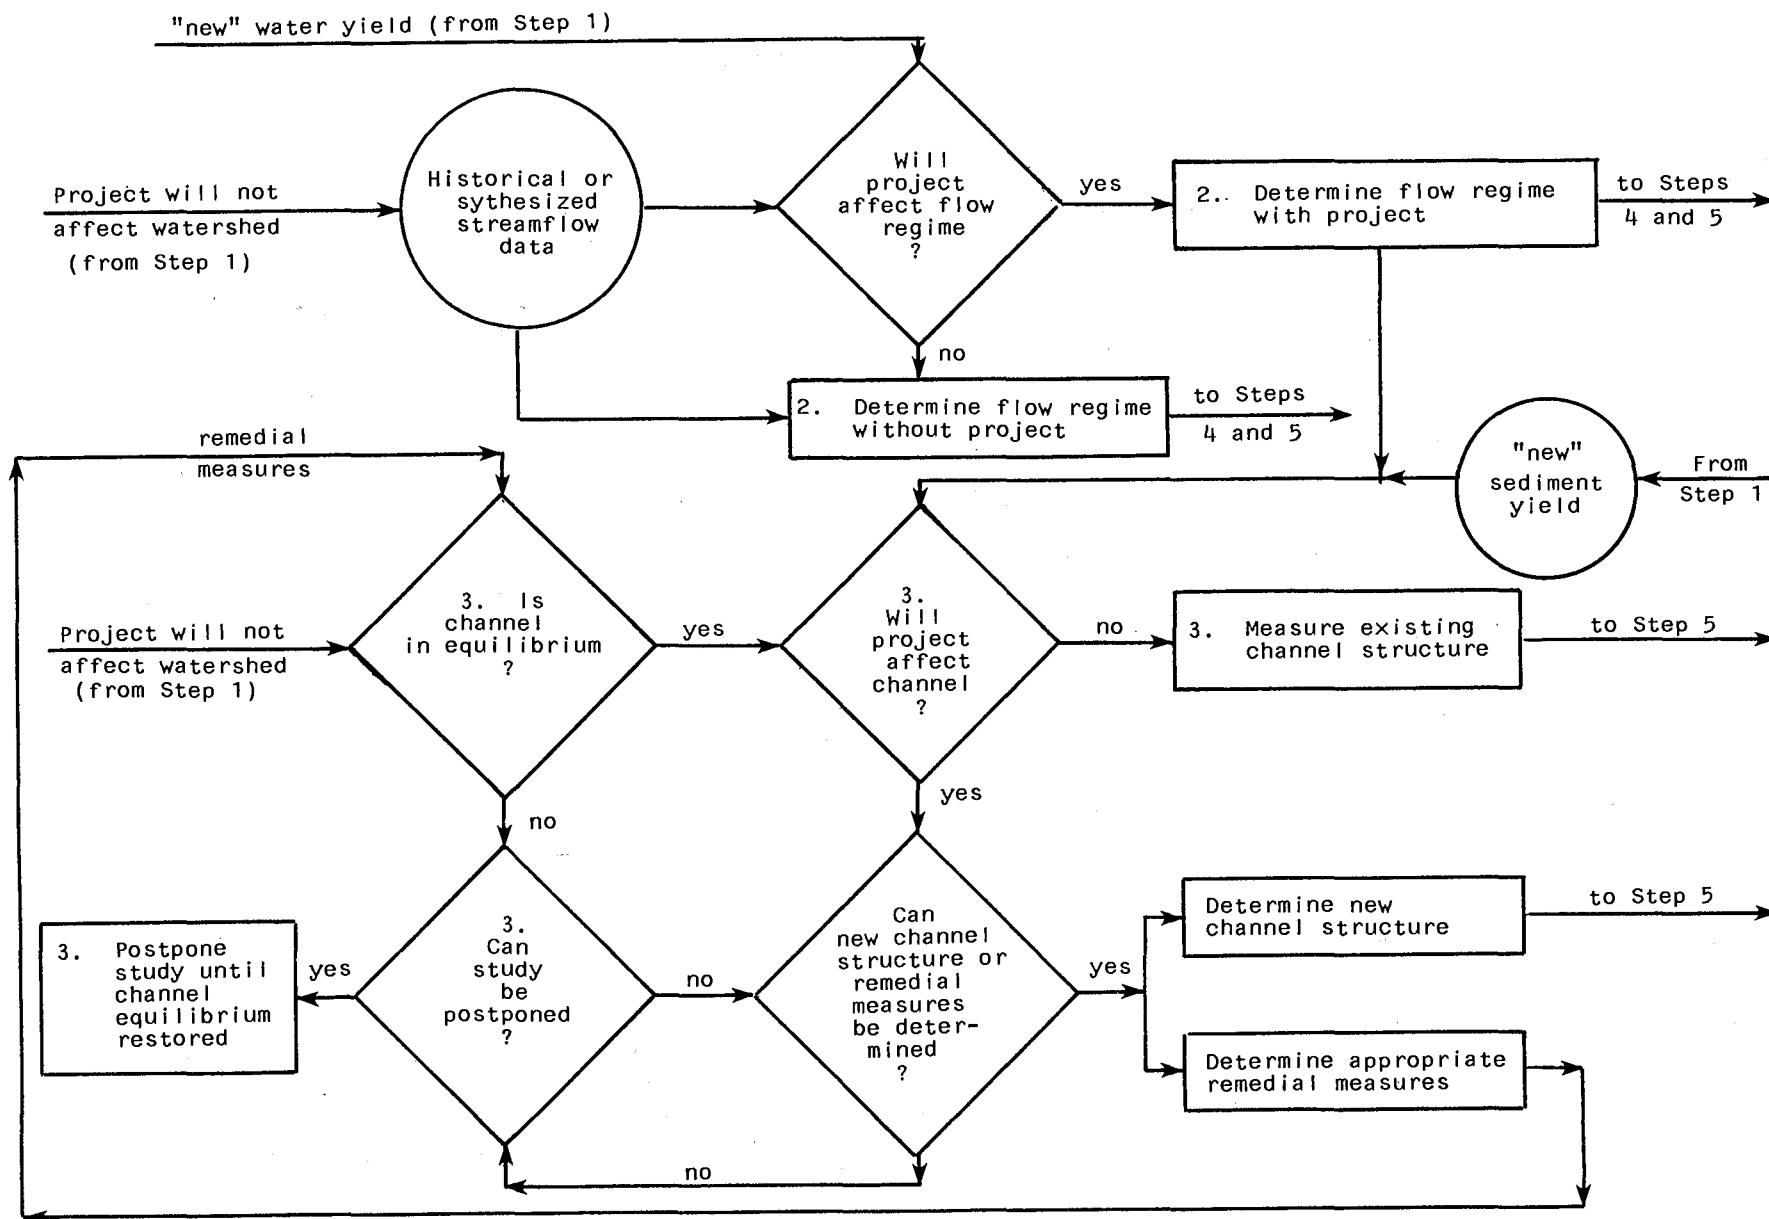 "new" water yield (from Step 1)
Project will not
affect watershed
(from Step 1)
Historical or
sythesized
streamflow
data
Will
project
affect flow
regime
?
yes
2. Determine flow regime
with project
to Steps
4 and 5
no
2. Determine flow regime
without project
to Steps
4 and 5
"new"
sediment
yield
From
Step 1
remedial
measures
Project will not
affect watershed
(from Step 1)
3. Is
channel
in equilibrium
?
yes
3.
Will
project
affect
channel
?
no
3. Measure existing
channel structure
to Step 5
no
yes
3. Postpone
study until
channel
equilibrium
restored
yes
3.
Can
study
be
postponed
?
no
Can
new channel
structure or
remedial
measures
be deter-
mined
?
yes
Determine new
channel structure
to Step 5
Determine appropriate
remedial measures
no